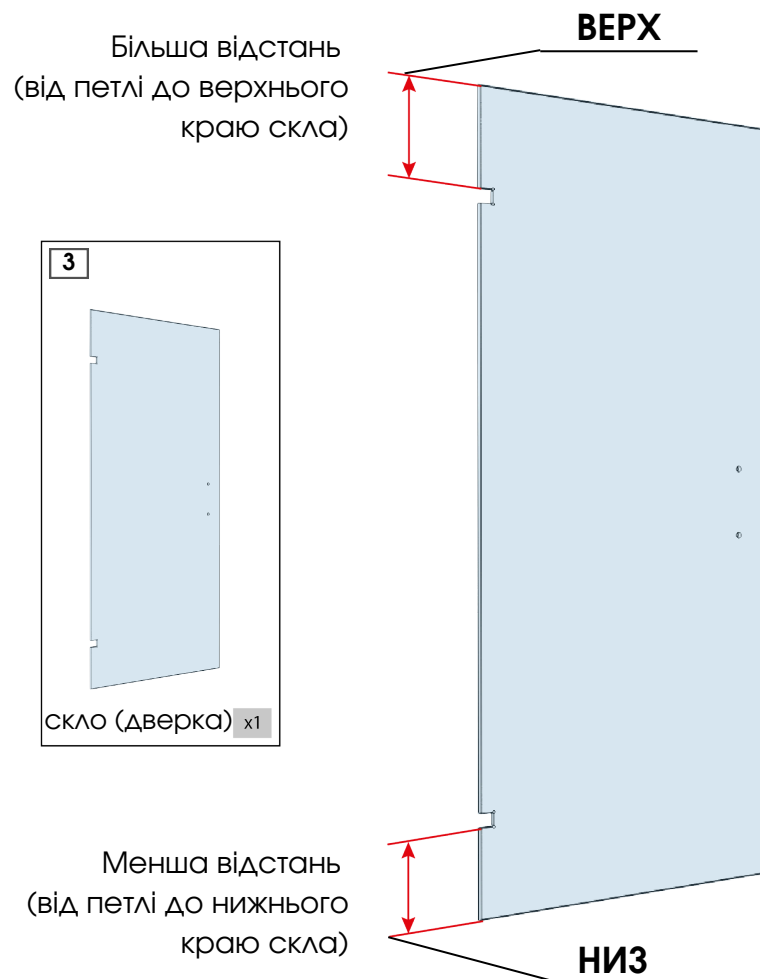 ВЕРХ
Більша відстань
(від петлі до верхнього
краю скла)
3
скло (дверка) x1
Менша відстань
(від петлі до нижнього
краю скла)
НИЗ